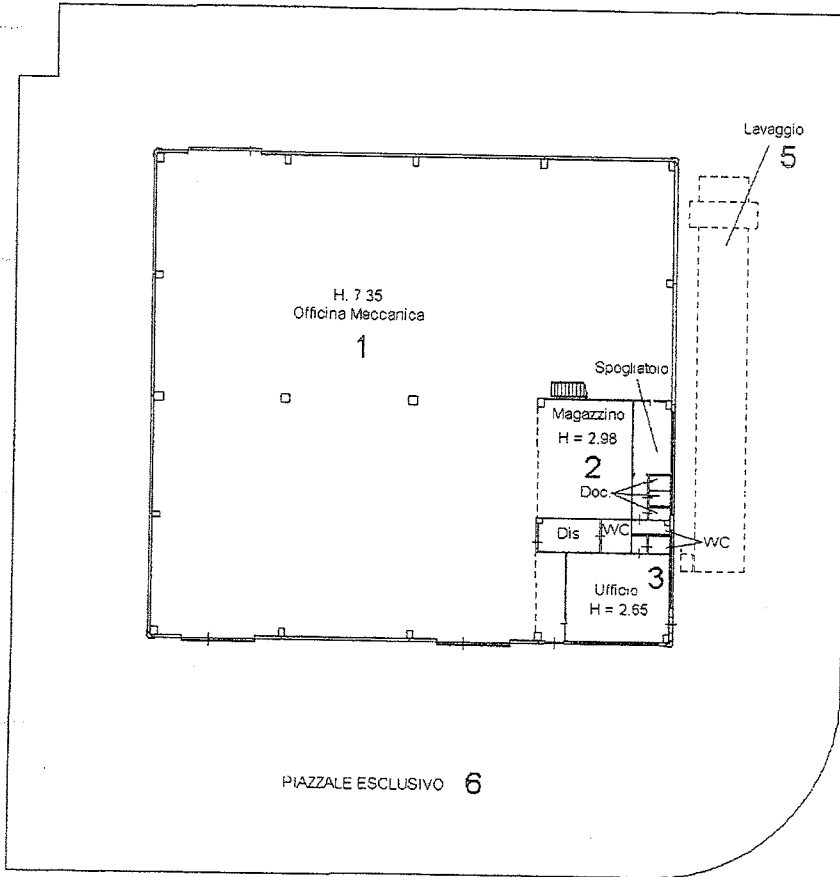 Lavaggio
5
H. 7 35
Officina Meccanica
1
Spogliatoio
Magazzino
H = 2.98
2
Doc.
Dis
WC
WC
3
Ufficio
H = 2.65
PIAZZALE ESCLUSIVO 6